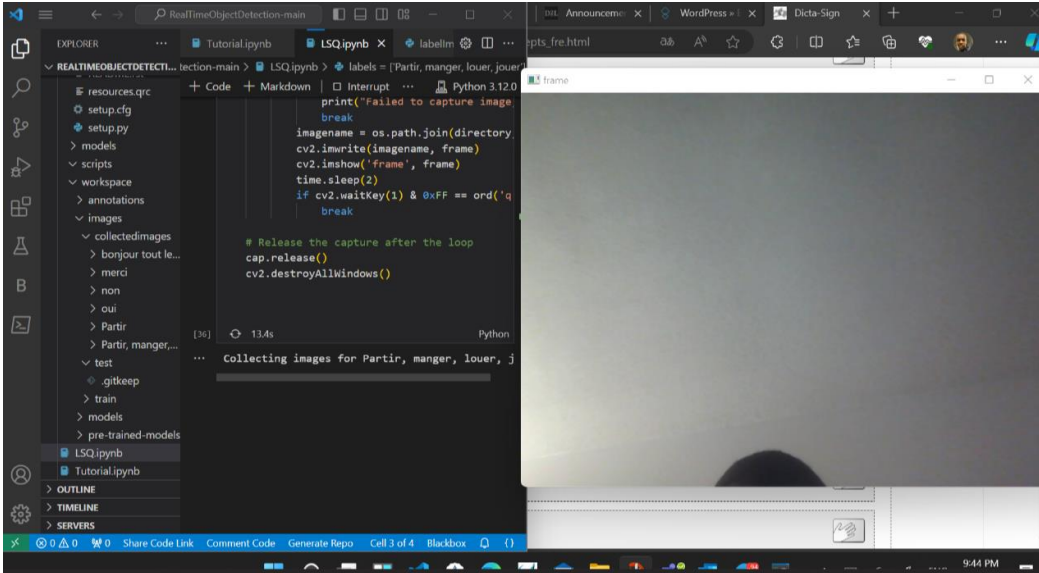 RealTimeObjectDetection-main
EXPLORER
Tutorial.ipynb
LSQ.ipynb
labelIm
REALTIMEOBJECTDETECTI...
tection-main > LSQ.ipynb > labels = ['Partir, manger, louer, jouer'
+ Code + Markdown Interrupt ... Python 3.12.0
resources.qrc
setup.cfg
setup.py
models
scripts
workspace
annotations
images
collectedimages
bonjour tout le...
merci
non
oui
Partir
Partir, manger,...
test
.gitkeep
train
models
pre-trained-models
LSQ.ipynb
Tutorial.ipynb
OUTLINE
TIMELINE
SERVERS
print("Failed to capture image
break
imagename = os.path.join(directory
cv2.imwrite(imagename, frame)
cv2.imshow('frame', frame)
time.sleep(2)
if cv2.waitKey(1) & 0xFF == ord('q
break
# Release the capture after the loop
cap.release()
cv2.destroyAllWindows()
[36] 13.4s Python
Collecting images for Partir, manger, louer, j
0 0 0 Share Code Link Comment Code Generate Repo Cell 3 of 4 Blackbox
Announceme
WordPress »
Dicta-Sign
epts_fre.html
frame
9:44 PM